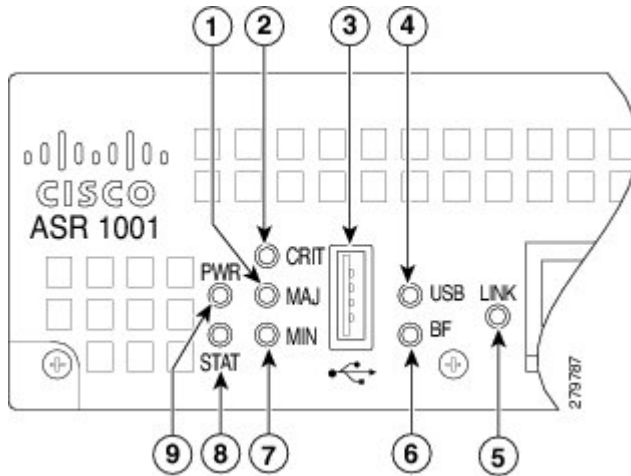 1 2 3 4
CISCO
ASR 1001
CRIT
PWR
MAJ
USB
LINK
MIN
BF
STAT
279787
9 8 7 6 5